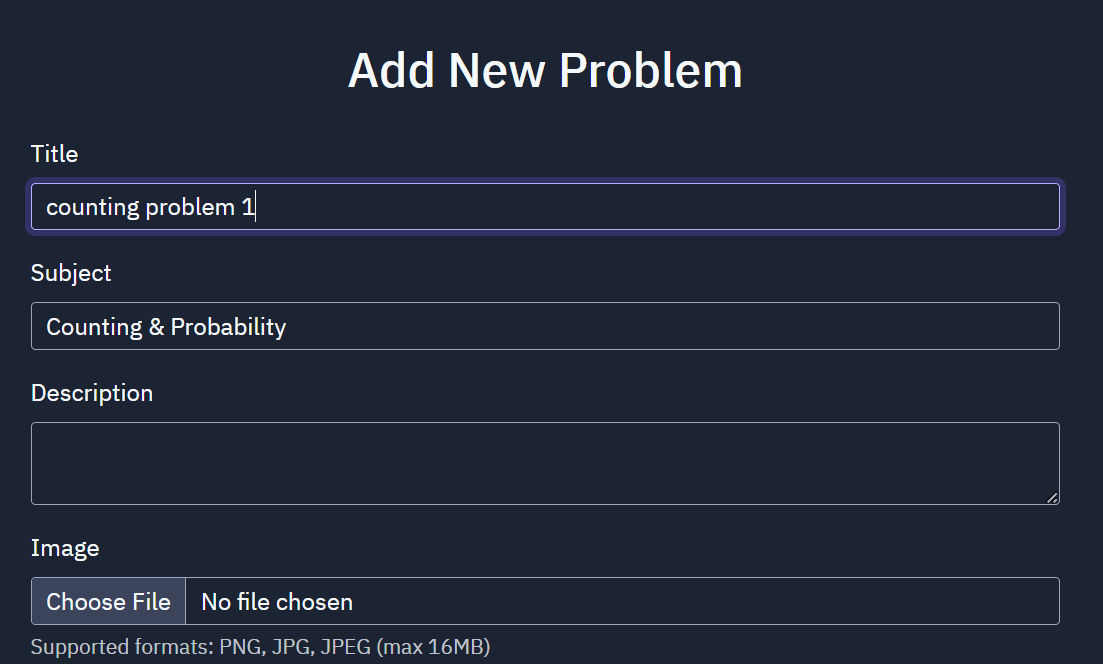 Add New Problem
Title
counting problem 1
Subject
Counting & Probability
Description
Image
Choose File No file chosen
Supported formats: PNG, JPG, JPEG (max 16MB)